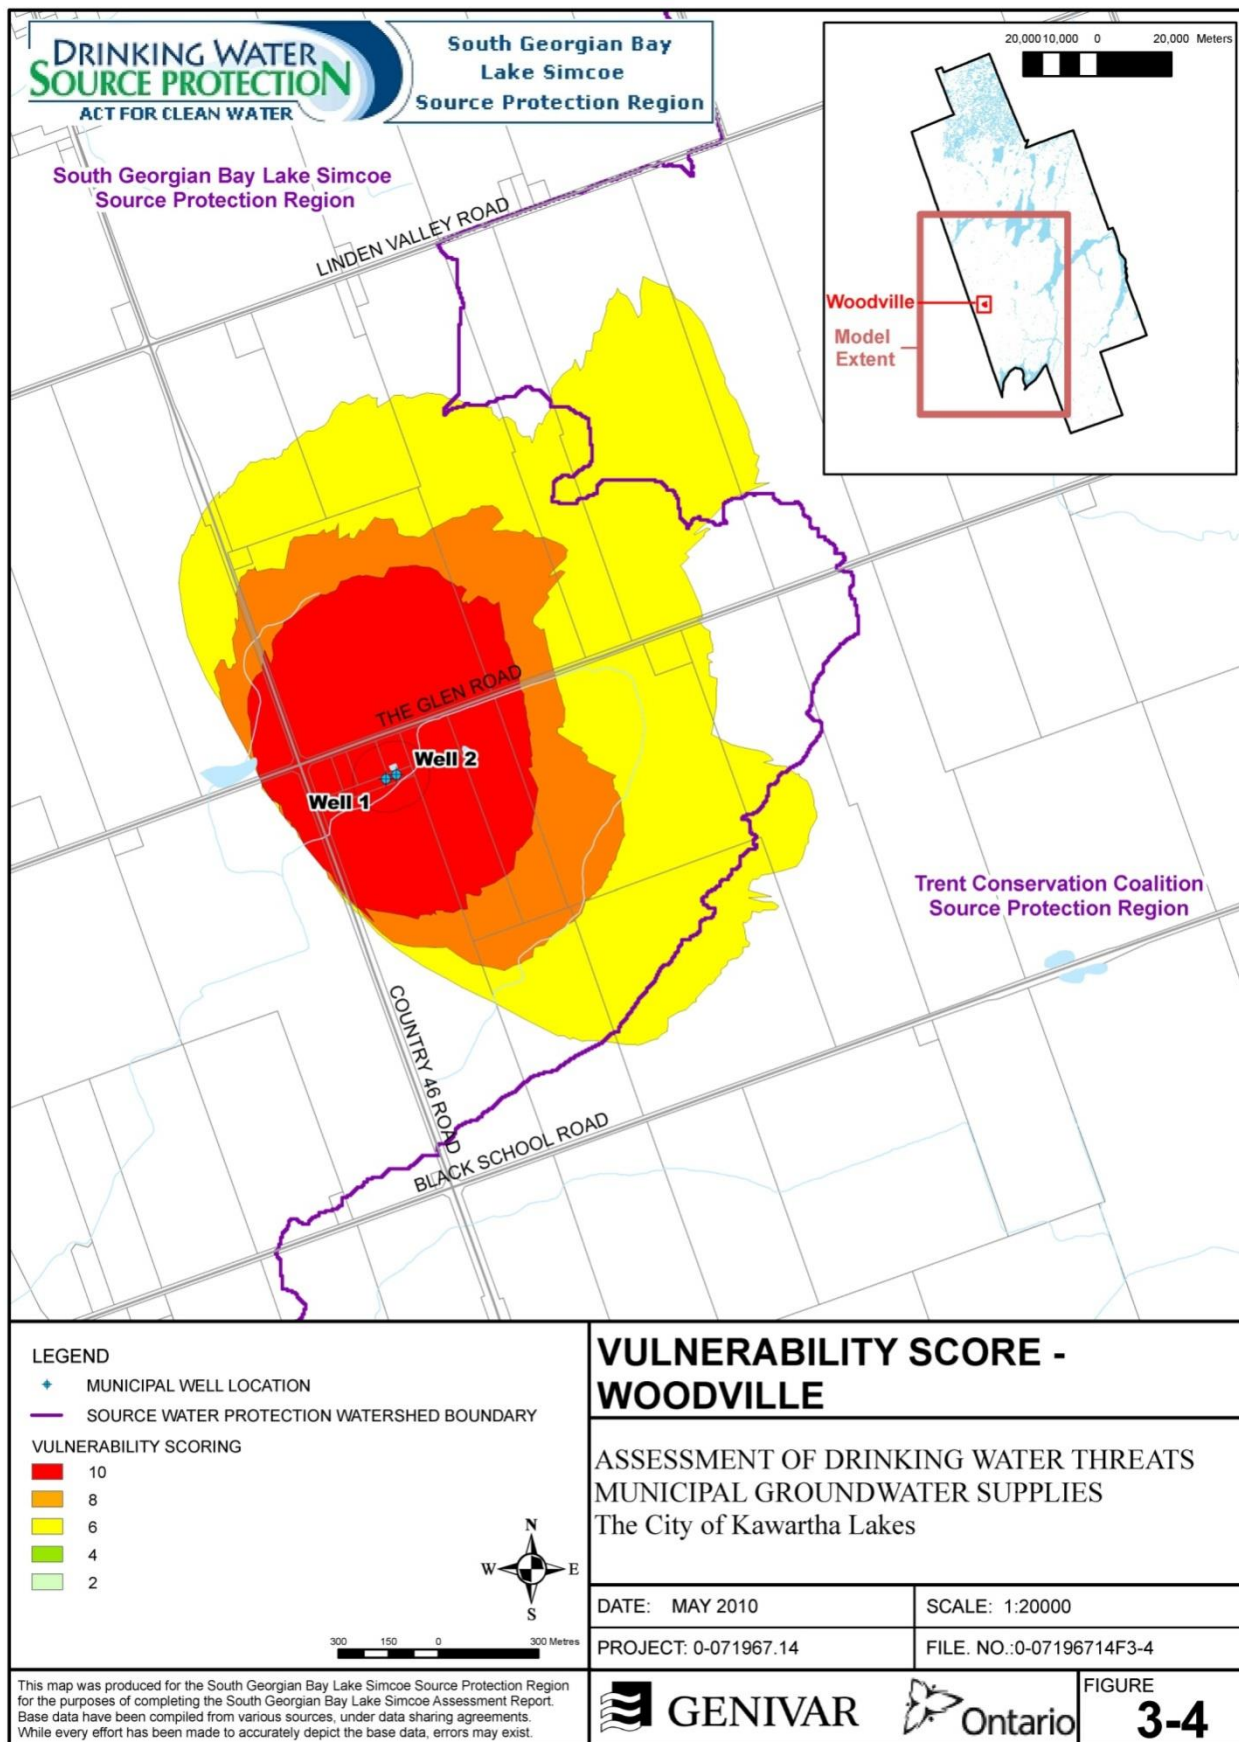 DRINKING WATER
SOURCE PROTECTION
ACT FOR CLEAN WATER
South Georgian Bay
Lake Simcoe
Source Protection Region
20,000 10,000 0 20,000 Meters
Woodville
Model
Extent
South Georgian Bay Lake Simcoe
Source Protection Region
LINDEN VALLEY ROAD
THE GLEN ROAD
Well 2
Well 1
Trent Conservation Coalition
Source Protection Region
COUNTRY 46 ROAD
BLACK SCHOOL ROAD
LEGEND
MUNICIPAL WELL LOCATION
SOURCE WATER PROTECTION WATERSHED BOUNDARY
VULNERABILITY SCORING
10
8
6
4
2
N
W E
S
300 150 0 300 Metres
VULNERABILITY SCORE -
WOODVILLE
ASSESSMENT OF DRINKING WATER THREATS
MUNICIPAL GROUNDWATER SUPPLIES
The City of Kawartha Lakes
DATE: MAY 2010
SCALE: 1:20000
PROJECT: 0-071967.14
FILE. NO.:0-07196714F3-4
This map was produced for the South Georgian Bay Lake Simcoe Source Protection Region
for the purposes of completing the South Georgian Bay Lake Simcoe Assessment Report.
Base data have been compiled from various sources, under data sharing agreements.
While every effort has been made to accurately depict the base data, errors may exist.
GENIVAR
Ontario
FIGURE
3-4